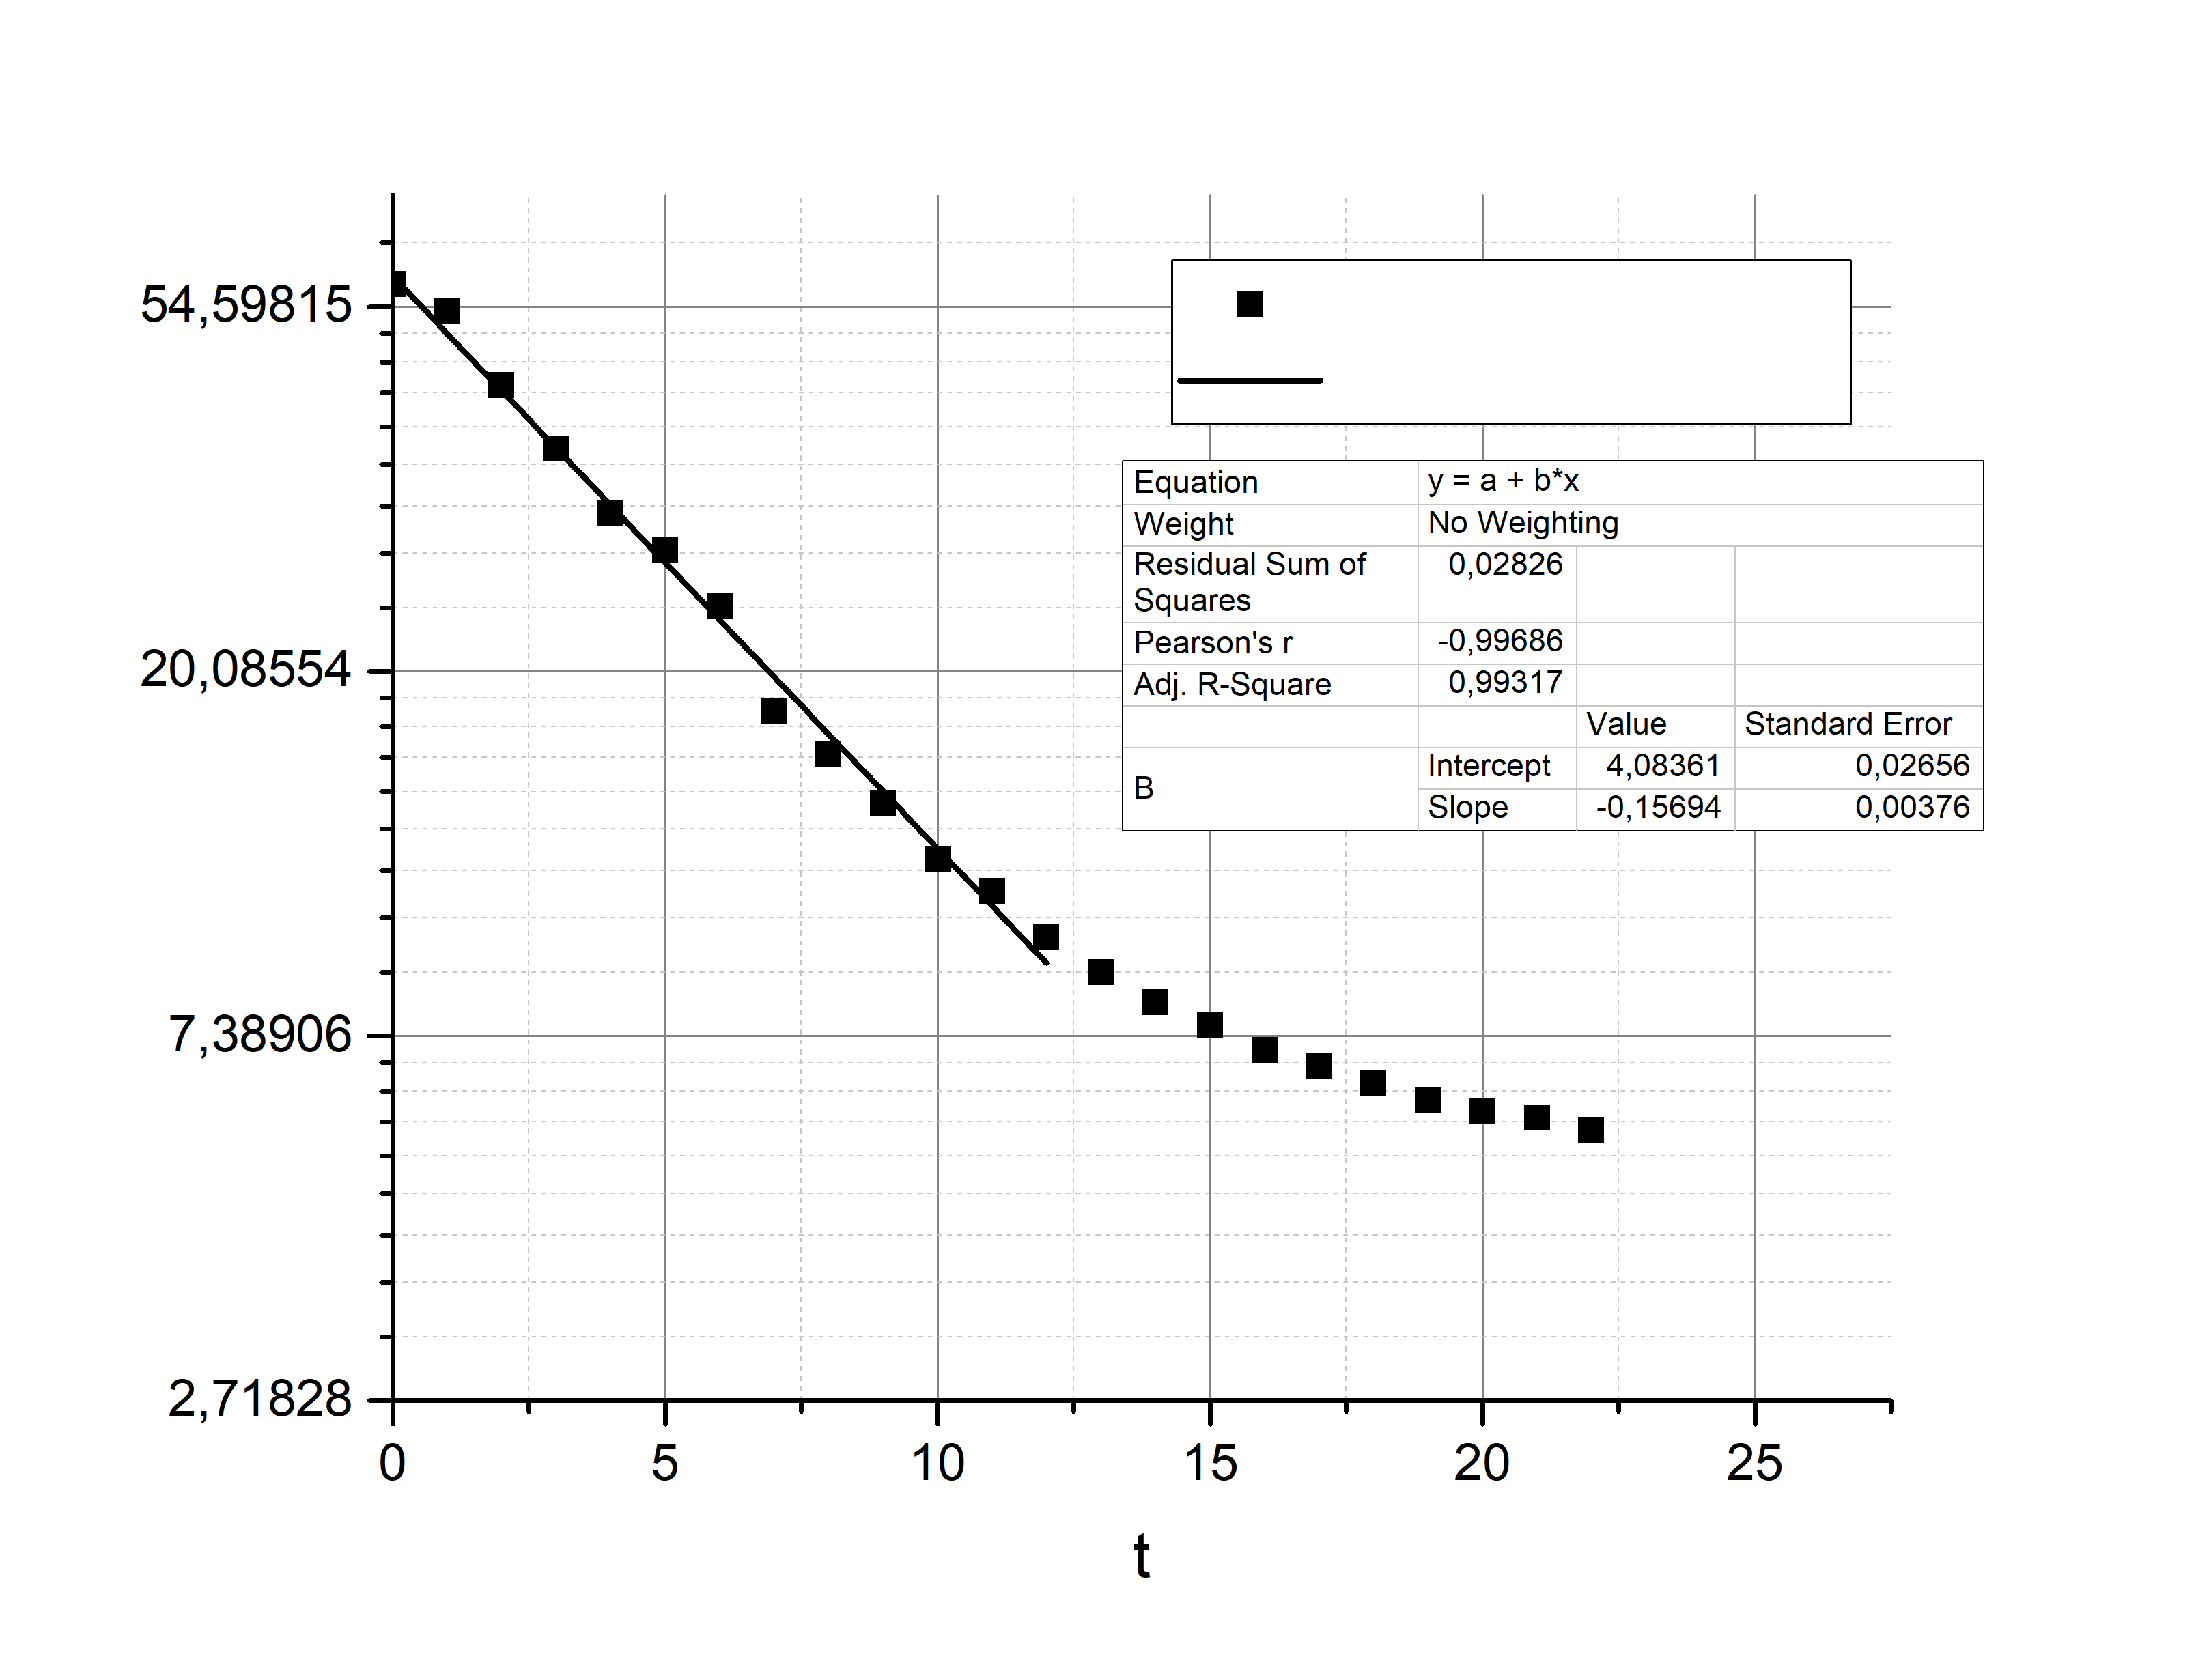 54,59815
20,08554
7,38906
2,71828
0 5 10 15 20 25
t
Equation y = a + b*x
Weight No Weighting
Residual Sum of Squares 0,02826
Pearson's r -0,99686
Adj. R-Square 0,99317
Value Standard Error
B Intercept 4,08361 0,02656
Slope -0,15694 0,00376